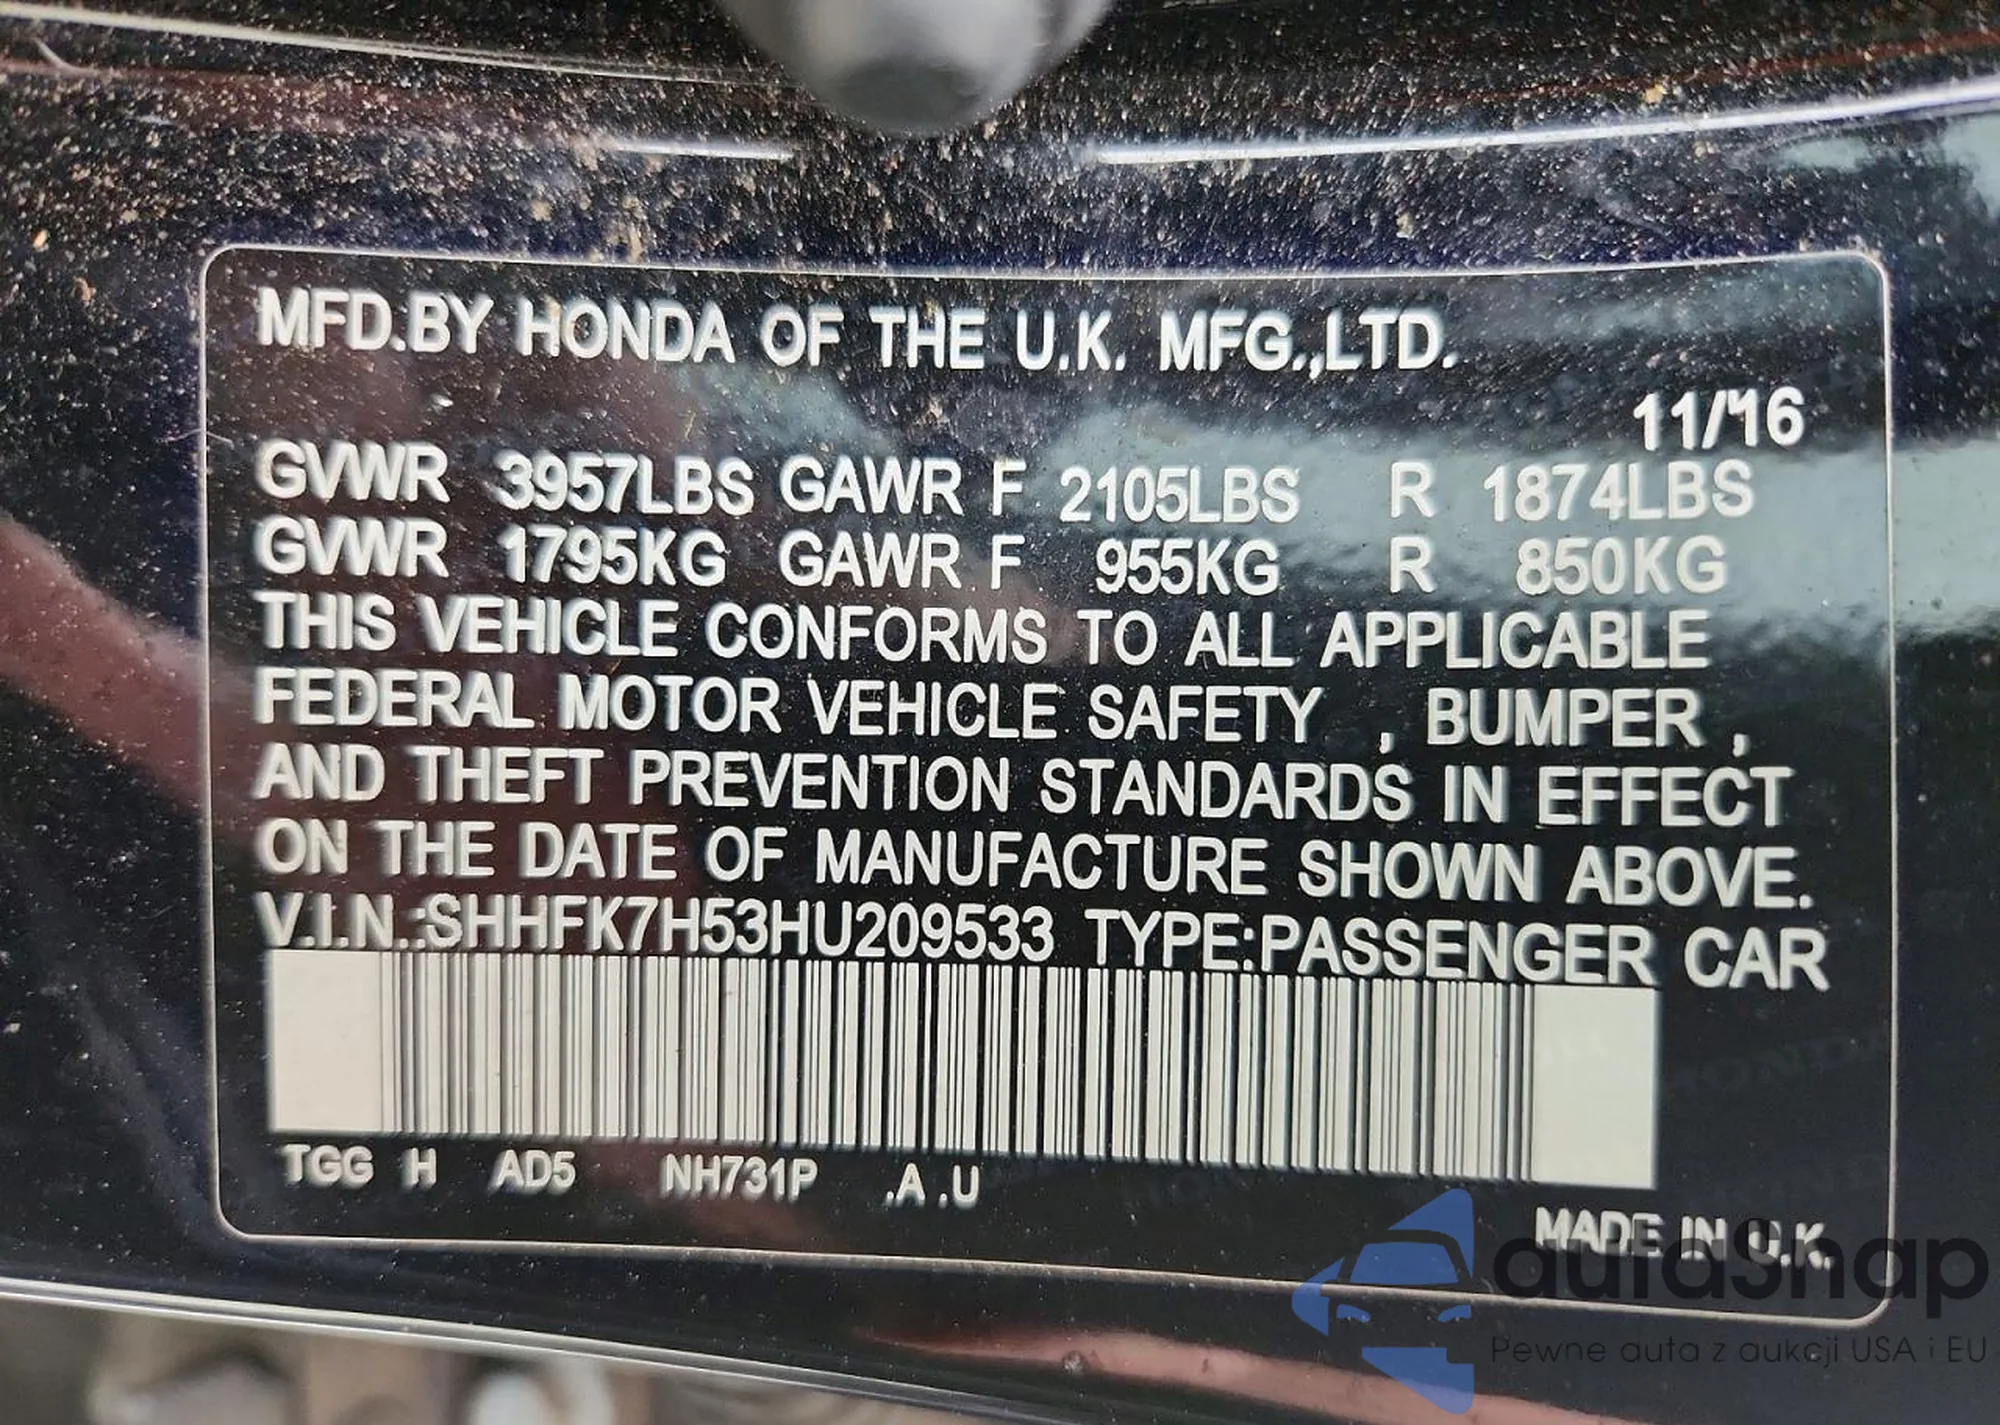 MFD.BY HONDA OF THE U.K. MFG.,LTD.
11/16
GVWR 3957LBS GAWR F 2105LBS R 1874LBS
GVWR 1795KG GAWR F 955KG R 850KG
THIS VEHICLE CONFORMS TO ALL APPLICABLE
FEDERAL MOTOR VEHICLE SAFETY , BUMPER ,
AND THEFT PREVENTION STANDARDS IN EFFECT
ON THE DATE OF MANUFACTURE SHOWN ABOVE.
V.I.N.:SHHFK7H53HU209533 TYPE:PASSENGER CAR
TGG H AD5 NH731P .A .U
MADE IN U.K.
autaSnap
Pewne auta z aukcji USA i EU